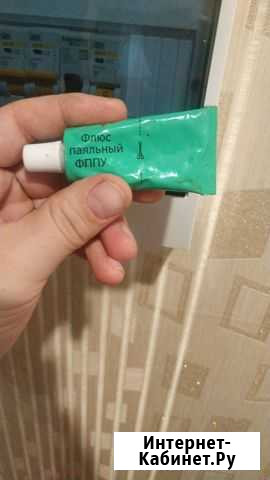 Флюс
паяльный
ФППУ
Интернет-
Кабинет.Ру